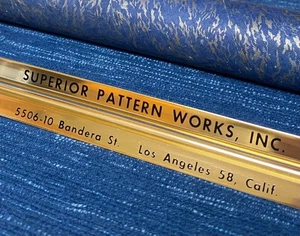 SUPERIOR PATTERN WORKS, INC.
5506-10 Bandera St. Los Angeles 58, Calif.